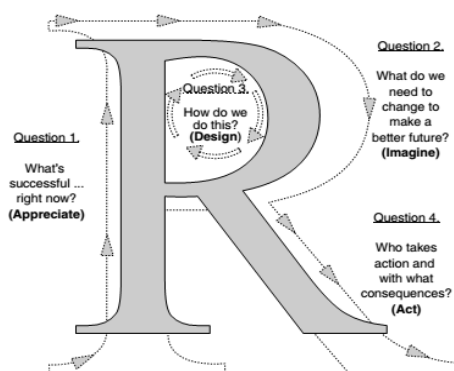 Question 1.
What's
successful ...
right now?
(Appreciate)
Question 2.
What do we
need to
change to
make a
better future?
(Imagine)
Question 3.
How do we
do this?
(Design)
Question 4.
Who takes
action and
with what
consequences?
(Act)
R